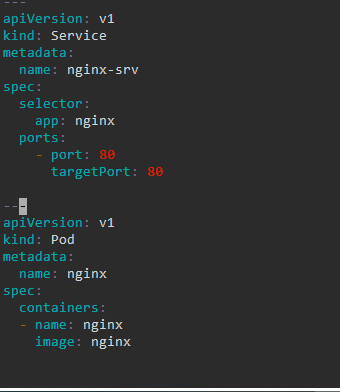 ---
apiVersion: v1
kind: Service
metadata:
  name: nginx-srv
spec:
  selector:
    app: nginx
  ports:
    - port: 80
      targetPort: 80

---
apiVersion: v1
kind: Pod
metadata:
  name: nginx
spec:
  containers:
  - name: nginx
    image: nginx